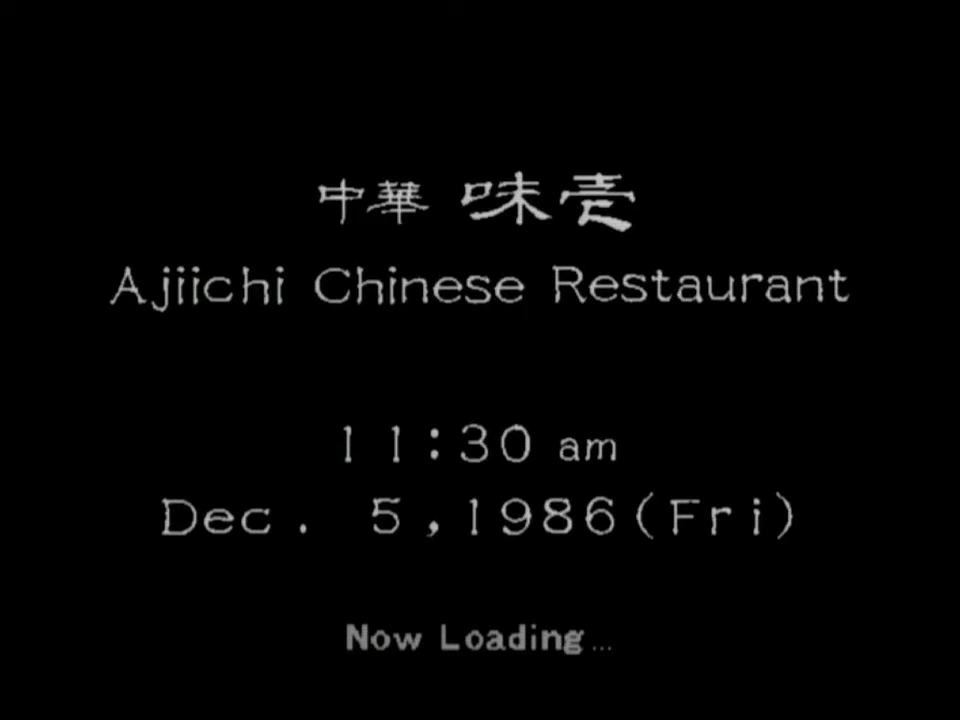 中華 味壱
Ajiichi Chinese Restaurant
11:30 am
Dec. 5,1986(Fri)
Now Loading...